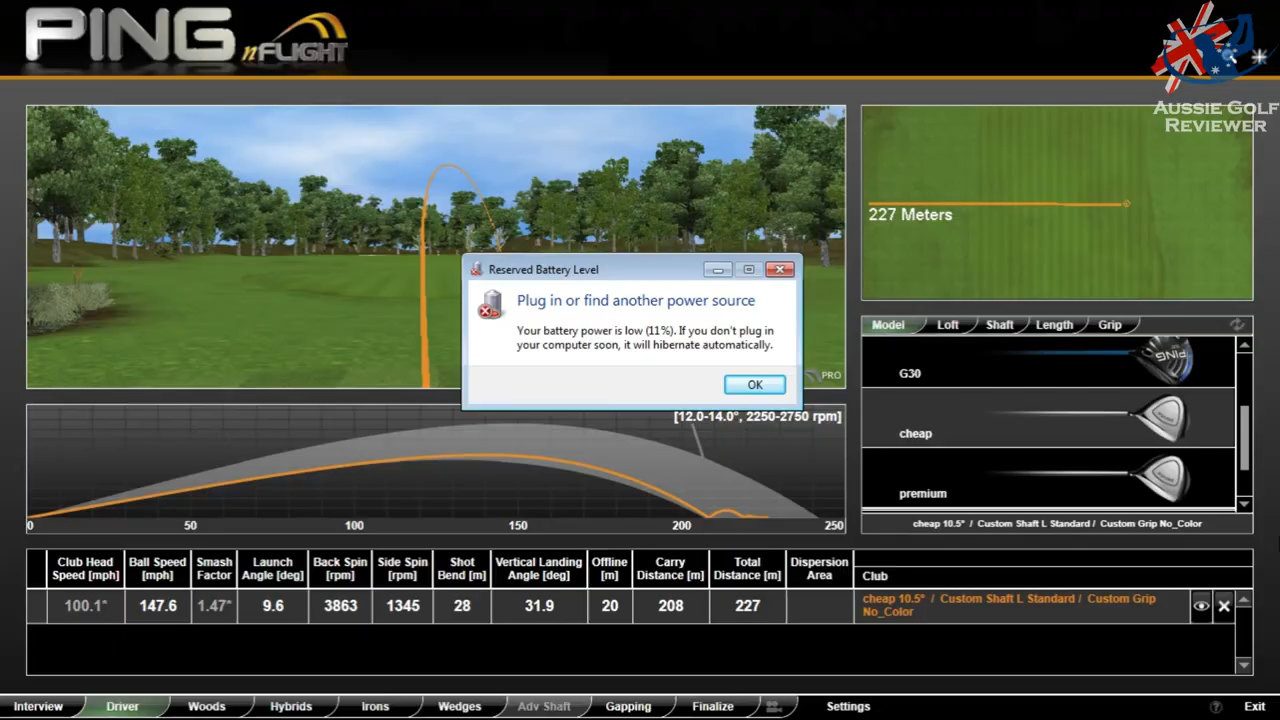 PING nFLIGHT
AUSSIE GOLF
REVIEWER
227 Meters
Reserved Battery Level
Plug in or find another power source
Your battery power is low (11%). If you don't plug in
your computer soon, it will hibernate automatically.
OK
PRO
[12.0-14.0°, 2250-2750 rpm]
0 50 100 150 200 250
Model Loft Shaft Length Grip
PING
G30
cheap
premium
cheap 10.5° / Custom Shaft L Standard / Custom Grip No_Color
Club Head Speed [mph] Ball Speed (mph) Smash Factor Launch Angle [deg] Back Spin [rpm] Side Spin (rpm) Shot Bend [m] Vertical Landing Angle [deg] Offline [m] Carry Distance [m] Total Distance [m] Dispersion Area Club
100.1* 147.6 1.47* 9.6 3863 1345 28 31.9 20 208 227 cheap 10.5° / Custom Shaft L Standard / Custom Grip
No_Color
Interview Driver Woods Hybrids Irons Wedges Adv Shaft Gapping Finalize Settings ? Exit